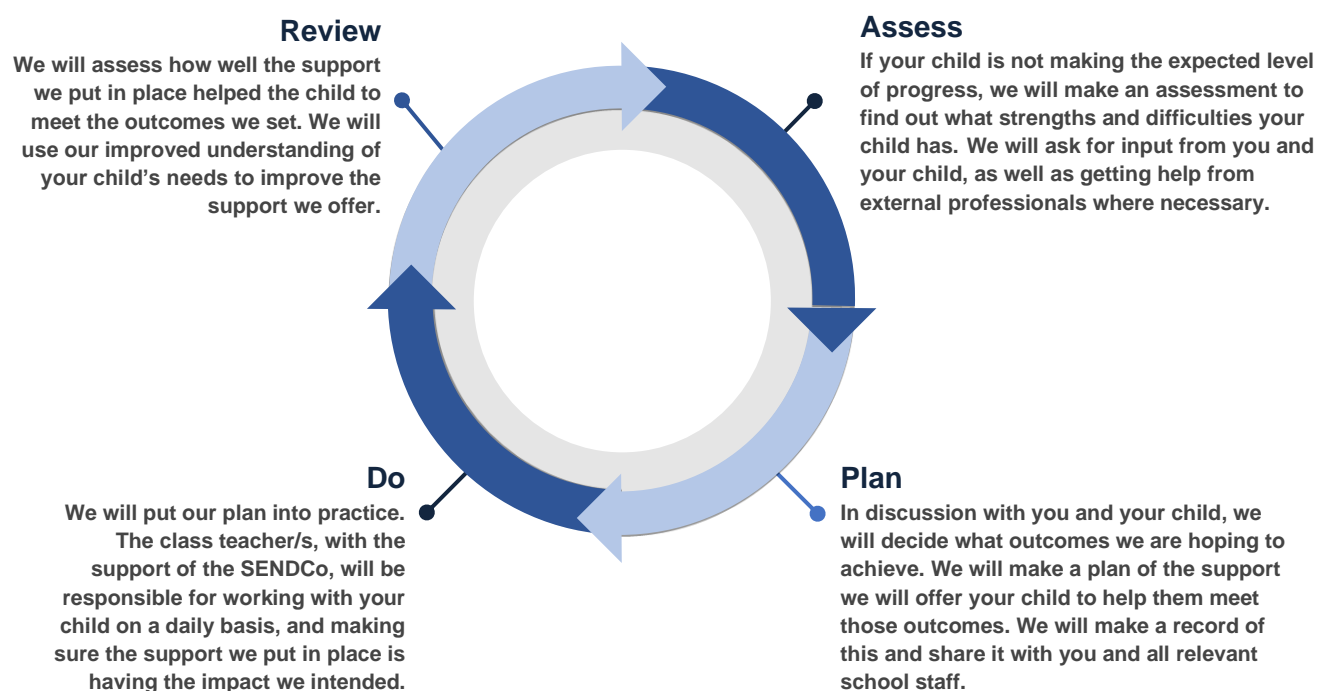 Review
We will assess how well the support
we put in place helped the child to
meet the outcomes we set. We will
use our improved understanding of
your child’s needs to improve the
support we offer.
Assess
If your child is not making the expected level
of progress, we will make an assessment to
find out what strengths and difficulties your
child has. We will ask for input from you and
your child, as well as getting help from
external professionals where necessary.
Do
We will put our plan into practice.
The class teacher/s, with the
support of the SENDCo, will be
responsible for working with your
child on a daily basis, and making
sure the support we put in place is
having the impact we intended.
Plan
In discussion with you and your child, we
will decide what outcomes we are hoping to
achieve. We will make a plan of the support
we will offer your child to help them meet
those outcomes. We will make a record of
this and share it with you and all relevant
school staff.